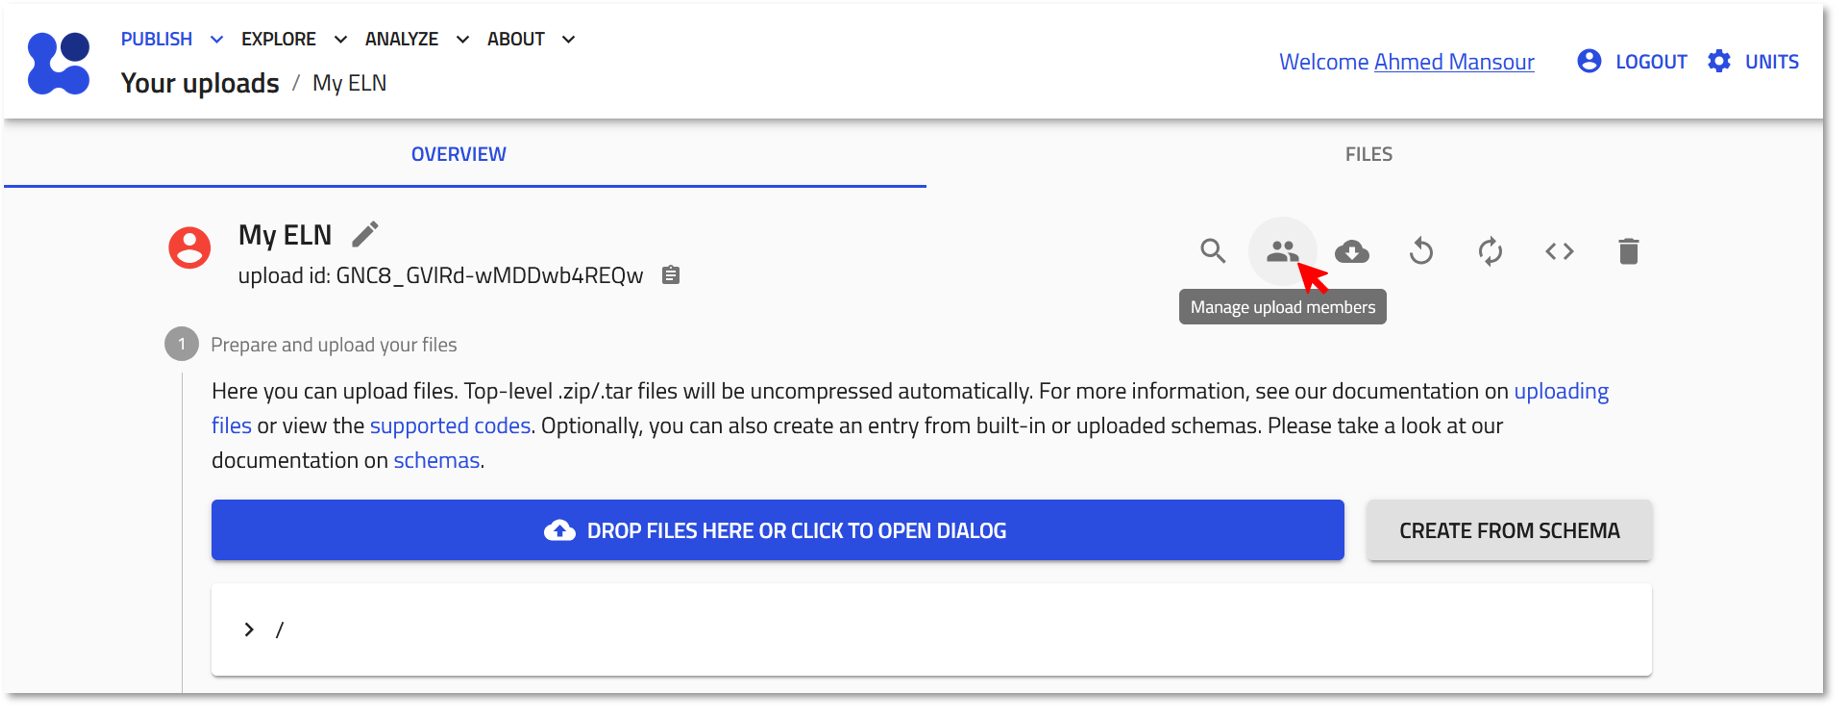 PUBLISH EXPLORE ANALYZE ABOUT
Your uploads / My ELN
Welcome Ahmed Mansour LOGOUT UNITS
OVERVIEW FILES
My ELN
upload id: GNC8_GVlRd-wMDDwb4REQw
Manage upload members
1 Prepare and upload your files
Here you can upload files. Top-level .zip/.tar files will be uncompressed automatically. For more information, see our documentation on uploading
files or view the supported codes. Optionally, you can also create an entry from built-in or uploaded schemas. Please take a look at our
documentation on schemas.
DROP FILES HERE OR CLICK TO OPEN DIALOG CREATE FROM SCHEMA
/